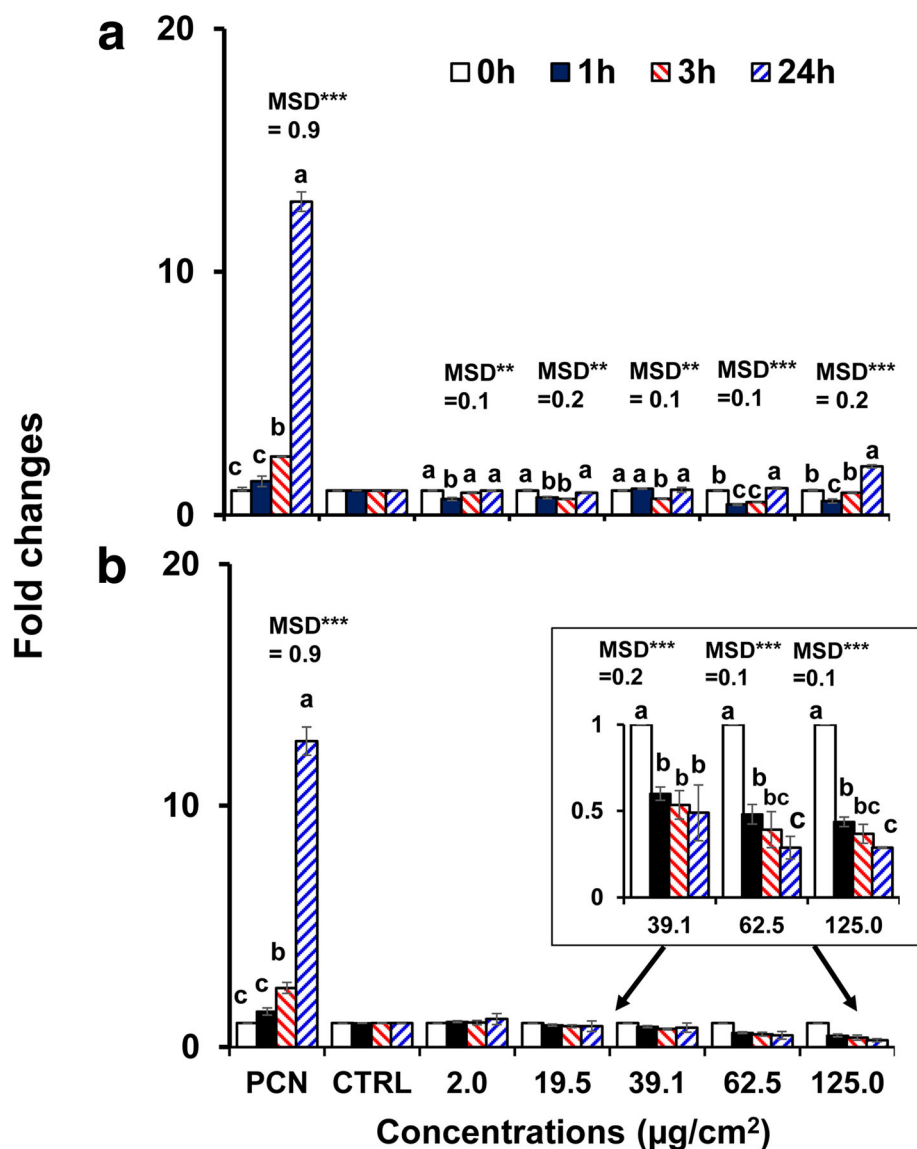 a
20
10
0
0h 1h 3h 24h
MSD***
= 0.9
c c b a
MSD**
=0.1
a b a a
MSD**
=0.2
a b b a
MSD**
= 0.1
a a b a
MSD***
=0.1
b c c a
MSD***
= 0.2
b c b a
Fold changes
b
20
10
0
MSD***
= 0.9
c c b a
MSD***
=0.2
MSD***
=0.1
MSD***
=0.1
1
0.5
0
a b b b
a b bc c
a b bc c
39.1 62.5 125.0
PCN CTRL 2.0 19.5 39.1 62.5 125.0
Concentrations (µg/cm²)